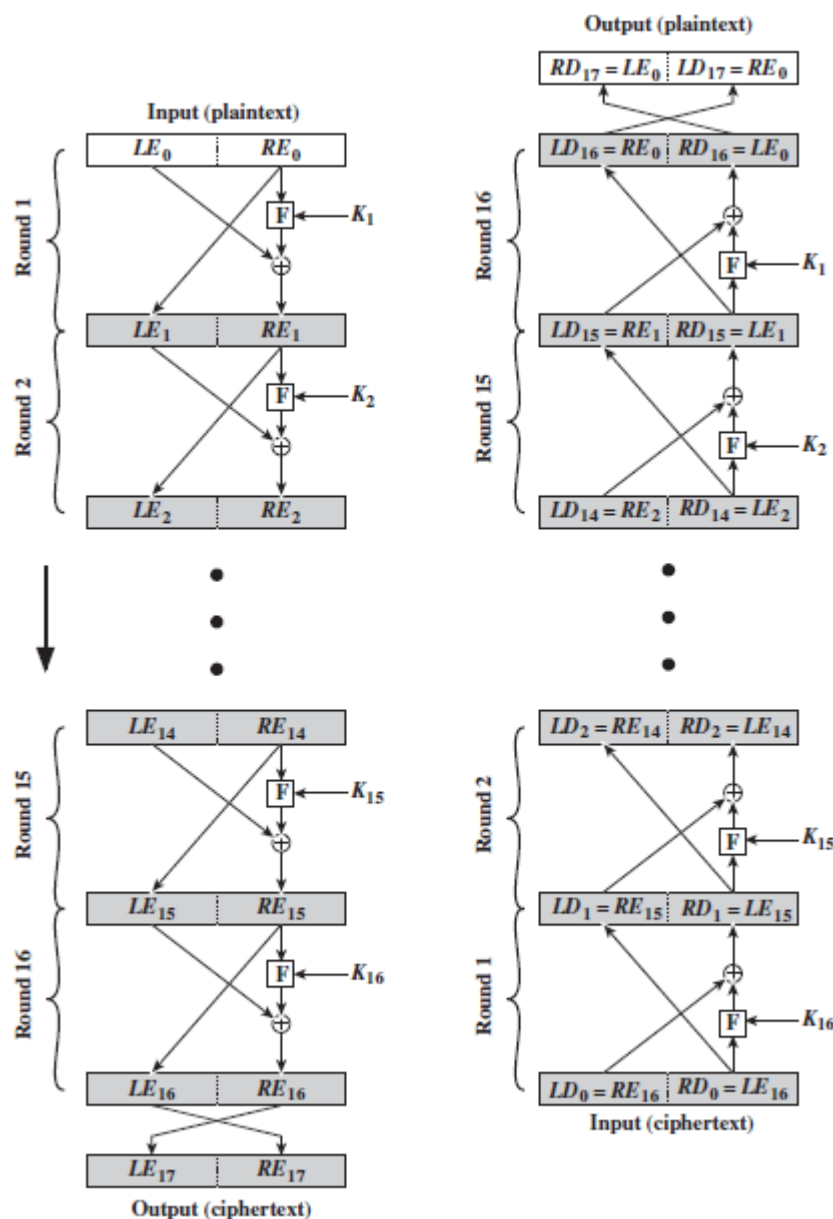 Input (plaintext)
LE₀ RE₀
Round 1
F K₁
LE₁ RE₁
Round 2
F K₂
LE₂ RE₂
LE₁₄ RE₁₄
Round 15
F K₁₅
LE₁₅ RE₁₅
Round 16
F K₁₆
LE₁₆ RE₁₆
LE₁₇ RE₁₇
Output (ciphertext)
Output (plaintext)
RD₁₇ = LE₀ LD₁₇ = RE₀
LD₁₆ = RE₀ RD₁₆ = LE₀
Round 16
F K₁
LD₁₅ = RE₁ RD₁₅ = LE₁
Round 15
F K₂
LD₁₄ = RE₂ RD₁₄ = LE₂
LD₂ = RE₁₄ RD₂ = LE₁₄
Round 2
F K₁₅
LD₁ = RE₁₅ RD₁ = LE₁₅
Round 1
F K₁₆
LD₀ = RE₁₆ RD₀ = LE₁₆
Input (ciphertext)